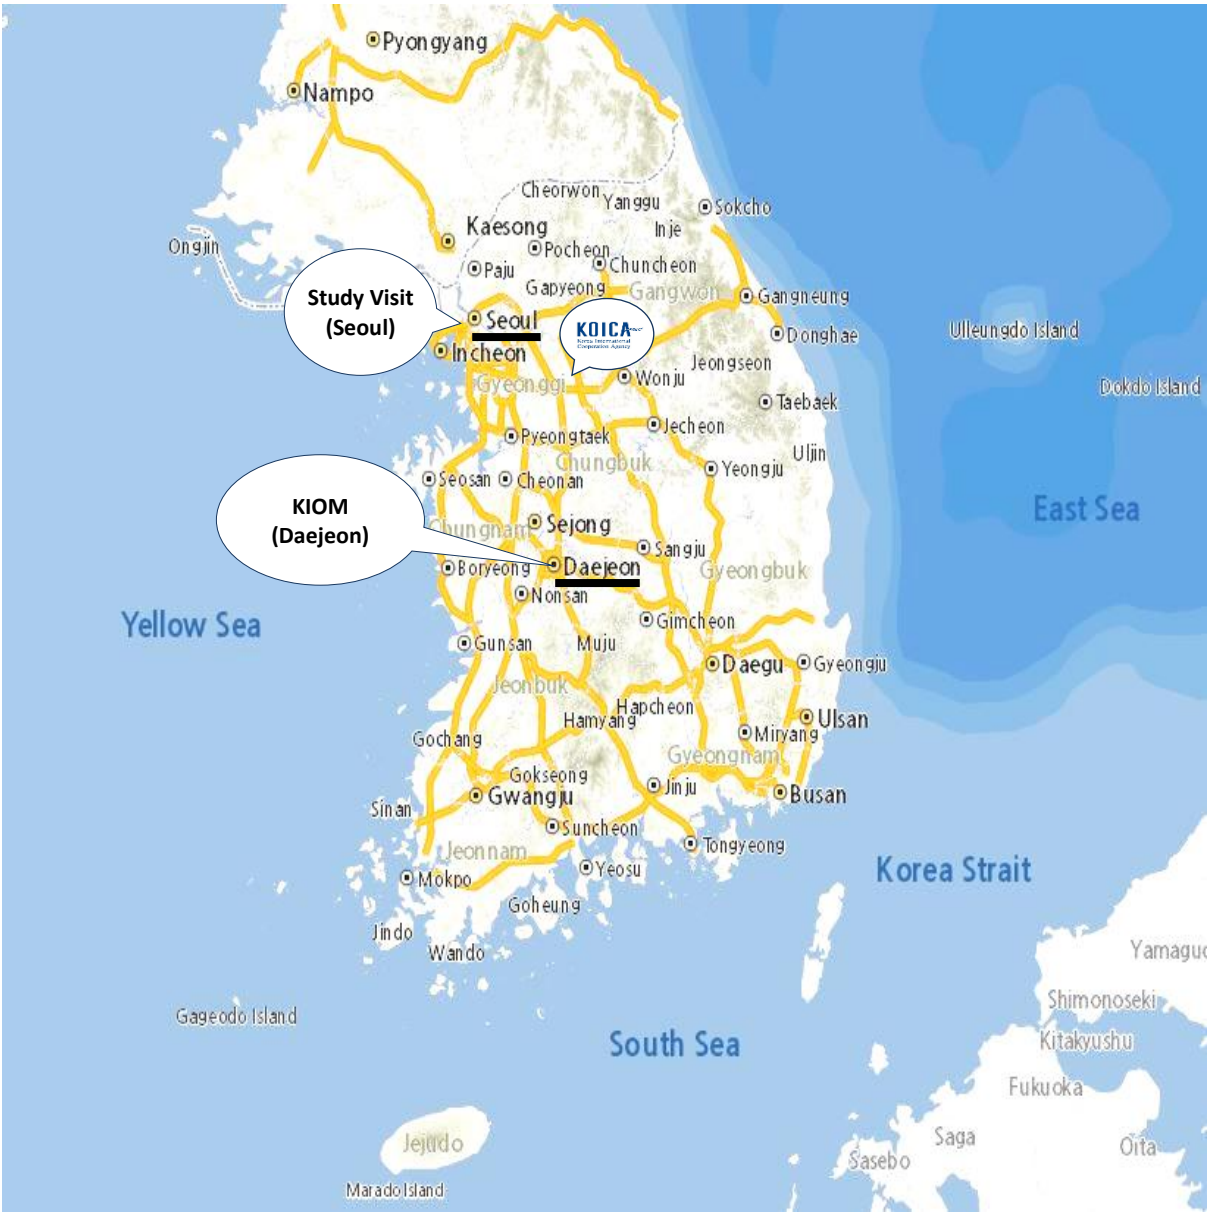 Pyongyang
Nampo
Cheorwon
Yanggu
Sokcho
Kaesong
Inje
Ongjin
Pocheon
Paju
Chuncheon
Gapyeong
Gangwon
Gangneung
Study Visit
(Seoul)
Seoul
KOICA
Korea International
Cooperation Agency
Donghae
Ulleungdo Island
Incheon
Jeongseon
Wonju
Gyeonggi
Dokdo Island
Taebaek
Jecheon
Pyeongtaek
Uljin
Chungbuk
Yeongju
Seosan
Cheonan
KIOM
(Daejeon)
Chungnam
Sejong
East Sea
Sangju
Boryeong
Daejeon
Gyeongbuk
Nonsan
Yellow Sea
Gimcheon
Gunsan
Muju
Daegu
Gyeongju
Jeonbuk
Hapcheon
Hamyang
Ulsan
Miryang
Gochang
Gyeongnam
Gokseong
Jinju
Gwangju
Busan
Sinan
Suncheon
Tongyeong
Jeonnam
Yeosu
Korea Strait
Mokpo
Goheung
Jindo
Wando
Yamaguc
Shimonoseki
Gageodo Island
South Sea
Kitakyushu
Fukuoka
Jejudo
Saga
Oita
Sasebo
Marado Island